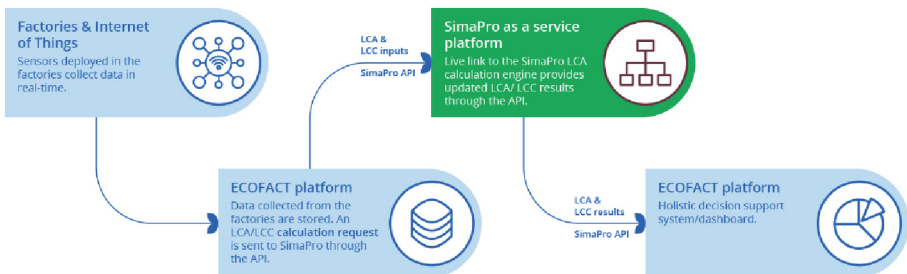 Factories & Internet
of Things
Sensors deployed in the
factories collect data in
real-time.
LCA &
LCC inputs
SimaPro API
SimaPro as a service
platform
Live link to the SimaPro LCA
calculation engine provides
updated LCA/ LCC results
through the API.
ECOFACT platform
Data collected from the
factories are stored. An
LCA/LCC calculation request
is sent to SimaPro through
the API.
LCA &
LCC results
SimaPro API
ECOFACT platform
Holistic decision support
system/dashboard.